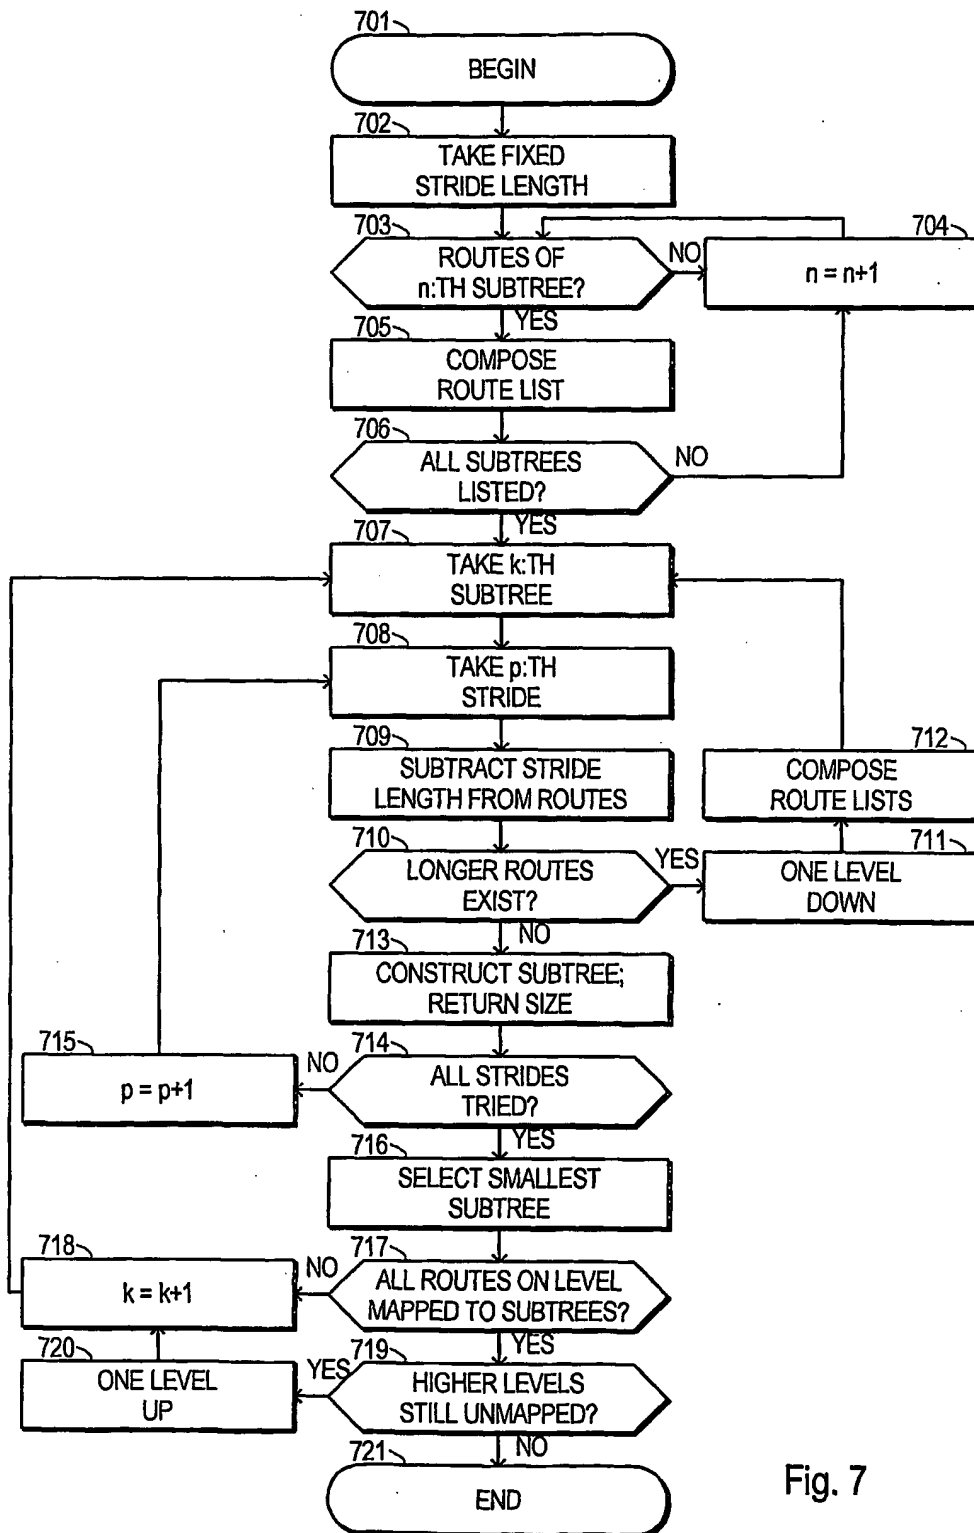 701
BEGIN
702
TAKE FIXED
STRIDE LENGTH
703
ROUTES OF
n:TH SUBTREE?
NO
704
n = n+1
YES
705
COMPOSE
ROUTE LIST
706
ALL SUBTREES
LISTED?
NO
YES
707
TAKE k:TH
SUBTREE
708
TAKE p:TH
STRIDE
709
SUBTRACT STRIDE
LENGTH FROM ROUTES
712
COMPOSE
ROUTE LISTS
710
LONGER ROUTES
EXIST?
YES
711
ONE LEVEL
DOWN
NO
713
CONSTRUCT SUBTREE;
RETURN SIZE
714
ALL STRIDES
TRIED?
NO
715
p = p+1
YES
716
SELECT SMALLEST
SUBTREE
717
ALL ROUTES ON LEVEL
MAPPED TO SUBTREES?
NO
718
k = k+1
YES
719
HIGHER LEVELS
STILL UNMAPPED?
YES
720
ONE LEVEL
UP
NO
721
END
Fig. 7